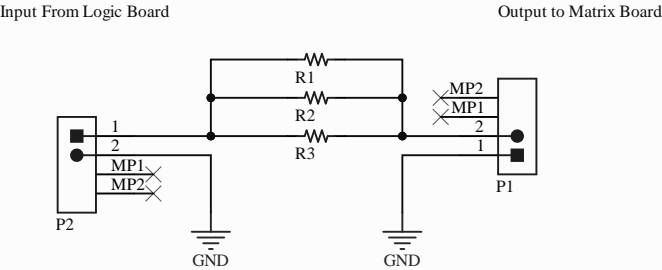 Input From Logic Board
Output to Matrix Board
R1
MP2
R2
MP1
1
2
R3
2
1
MP1
MP2
P1
P2
GND
GND